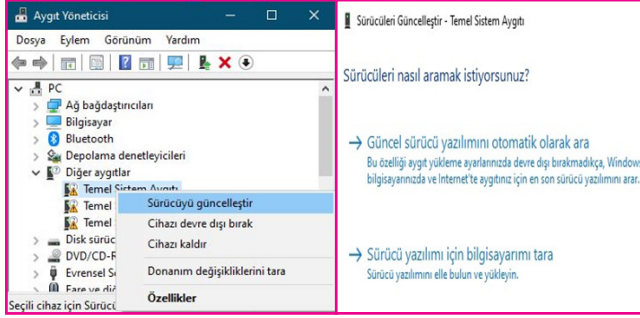 Aygıt Yöneticisi
Dosya Eylem Görünüm Yardım
PC
Ağ bağdaştırıcıları
Bilgisayar
Bluetooth
Depolama denetleyicileri
Diğer aygıtlar
Temel Sistem Aygıtı
Temel
Temel
Disk sürüc
DVD/CD-R
Evrensel S
Fare ve diğ
Seçili cihaz için Sürücü
Sürücüyü güncelleştir
Cihazı devre dışı bırak
Cihazı kaldır
Donanım değişikliklerini tara
Özellikler
Sürücüleri Güncelleştir - Temel Sistem Aygıtı
Sürücüleri nasıl aramak istiyorsunuz?
→ Güncel sürücü yazılımını otomatik olarak ara
Bu özelliği aygıt yükleme ayarlarınızda devre dışı bırakmadıkça, Windows
bilgisayarınızda ve Internet'te aygıtınız için en son sürücü yazılımını arar.
→ Sürücü yazılımı için bilgisayarımı tara
Sürücü yazılımını elle bulun ve yükleyin.